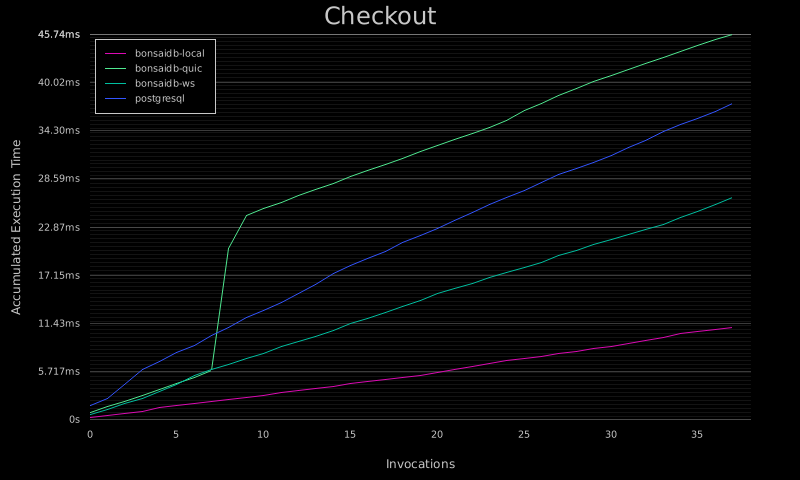 Checkout
45.74ms
bonsaidb-local
bonsaidb-quic
bonsaidb-ws
postgresql
40.02ms
34.30ms
28.59ms
22.87ms
17.15ms
11.43ms
5.717ms
0s
Accumulated Execution Time
0 5 10 15 20 25 30 35
Invocations